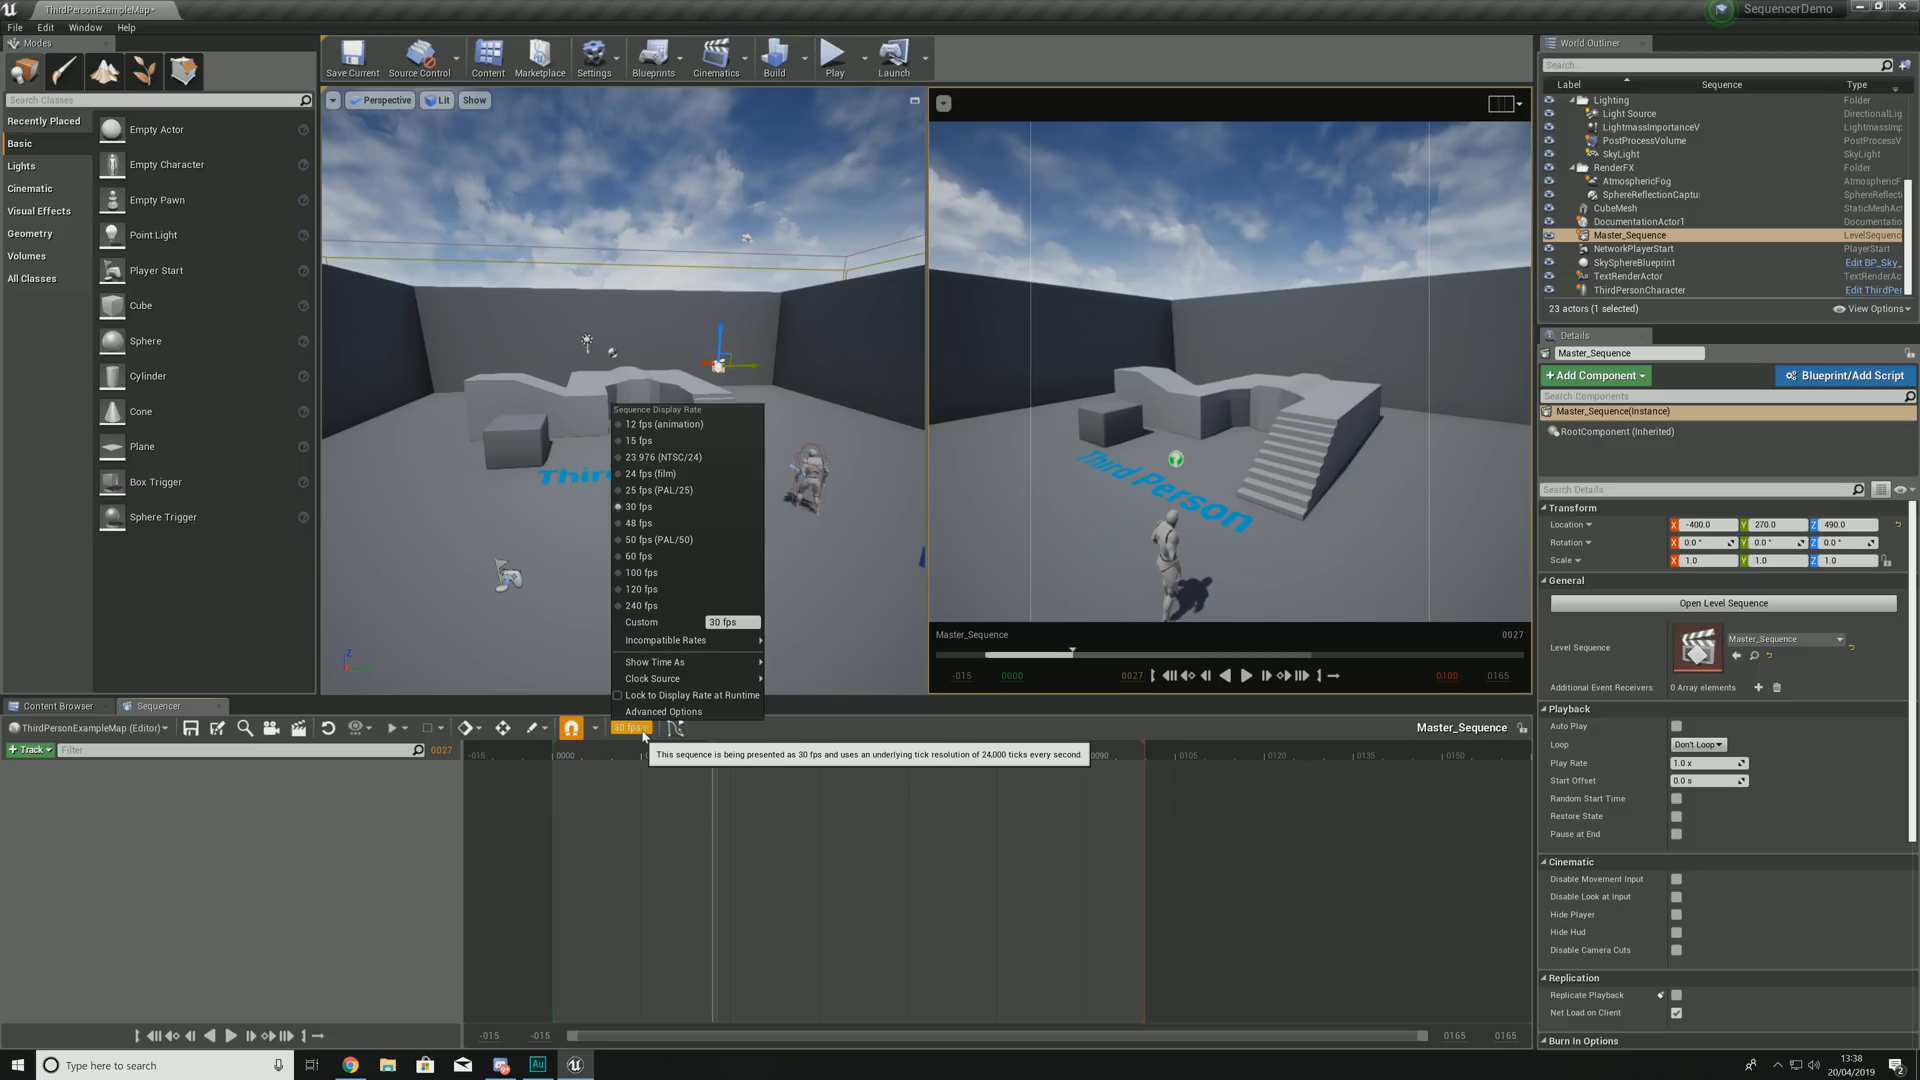 ThirdPersonExampleMap*
SequencerDemo
File Edit Window Help
Modes
Search Classes
Recently Placed
Basic
Lights
Cinematic
Visual Effects
Geometry
Volumes
All Classes
Empty Actor
Empty Character
Empty Pawn
Point Light
Player Start
Cube
Sphere
Cylinder
Cone
Plane
Box Trigger
Sphere Trigger
Save Current Source Control Content Marketplace Settings Blueprints Cinematics Build Play Launch
Perspective Lit Show
Third Person
Sequence Display Rate
12 fps (animation)
15 fps
23.976 (NTSC/24)
24 fps (film)
25 fps (PAL/25)
30 fps
48 fps
50 fps (PAL/50)
60 fps
100 fps
120 fps
240 fps
Custom 30 fps
Incompatible Rates
Show Time As
Clock Source
Lock to Display Rate at Runtime
Advanced Options
Master_Sequence 0027
-015 0000 0027 0100 0165
World Outliner
Search...
Label Sequence Type
Lighting Folder
Light Source DirectionalLig
LightmassImportanceV LightmassImp
PostProcessVolume PostProcessV
SkyLight SkyLight
RenderFX Folder
AtmosphericFog AtmosphericF
SphereReflectionCaptu SphereReflecti
CubeMesh StaticMeshAct
DocumentationActor1 Documentatio
Master_Sequence LevelSequenc
NetworkPlayerStart PlayerStart
SkySphereBlueprint Edit BP_Sky_
TextRenderActor TextRenderAc
ThirdPersonCharacter Edit ThirdPer
23 actors (1 selected) View Options
Details
Master_Sequence
+ Add Component Blueprint/Add Script
Search Components
Master_Sequence(Instance)
RootComponent (Inherited)
Search Details
Transform
Location X -400.0 Y 270.0 Z 490.0
Rotation X 0.0 ° Y 0.0 ° Z 0.0 °
Scale X 1.0 Y 1.0 Z 1.0
General
Open Level Sequence
Level Sequence Master_Sequence
Additional Event Receivers 0 Array elements
Playback
Auto Play
Loop Don't Loop
Play Rate 1.0 x
Start Offset 0.0 s
Random Start Time
Restore State
Pause at End
Cinematic
Disable Movement Input
Disable Look at Input
Hide Player
Hide Hud
Disable Camera Cuts
Replication
Replicate Playback
Net Load on Client
Burn In Options
Content Browser Sequencer
ThirdPersonExampleMap (Editor) 30 fps Master_Sequence
+ Track Filter 0027
-015 0000 0090 0105 0120 0135 0150
This sequence is being presented as 30 fps and uses an underlying tick resolution of 24,000 ticks every second.
-015 -015 0165 0165
Type here to search
Au
13:38
20/04/2019
2